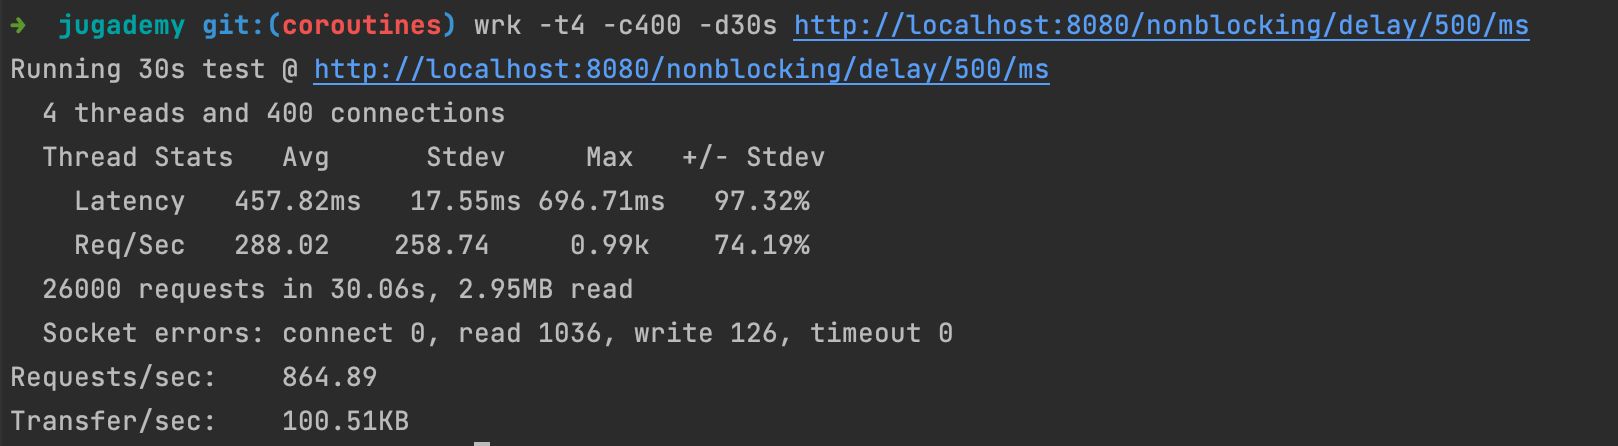 ➜  jugademy git:(coroutines) wrk -t4 -c400 -d30s http://localhost:8080/nonblocking/delay/500/ms
Running 30s test @ http://localhost:8080/nonblocking/delay/500/ms
  4 threads and 400 connections
  Thread Stats   Avg      Stdev     Max   +/- Stdev
    Latency   457.82ms   17.55ms 696.71ms   97.32%
    Req/Sec   288.02    258.74     0.99k    74.19%
  26000 requests in 30.06s, 2.95MB read
  Socket errors: connect 0, read 1036, write 126, timeout 0
Requests/sec:    864.89
Transfer/sec:    100.51KB